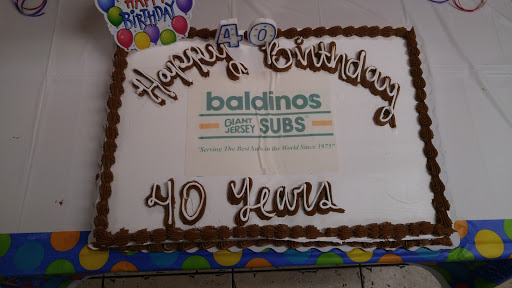 HAPPY
BIRTHDAY
40
Happy Birthday
baldinos
GIANT
JERSEY SUBS
"Serving The Best Subs in the World Since 1975"
40 Years